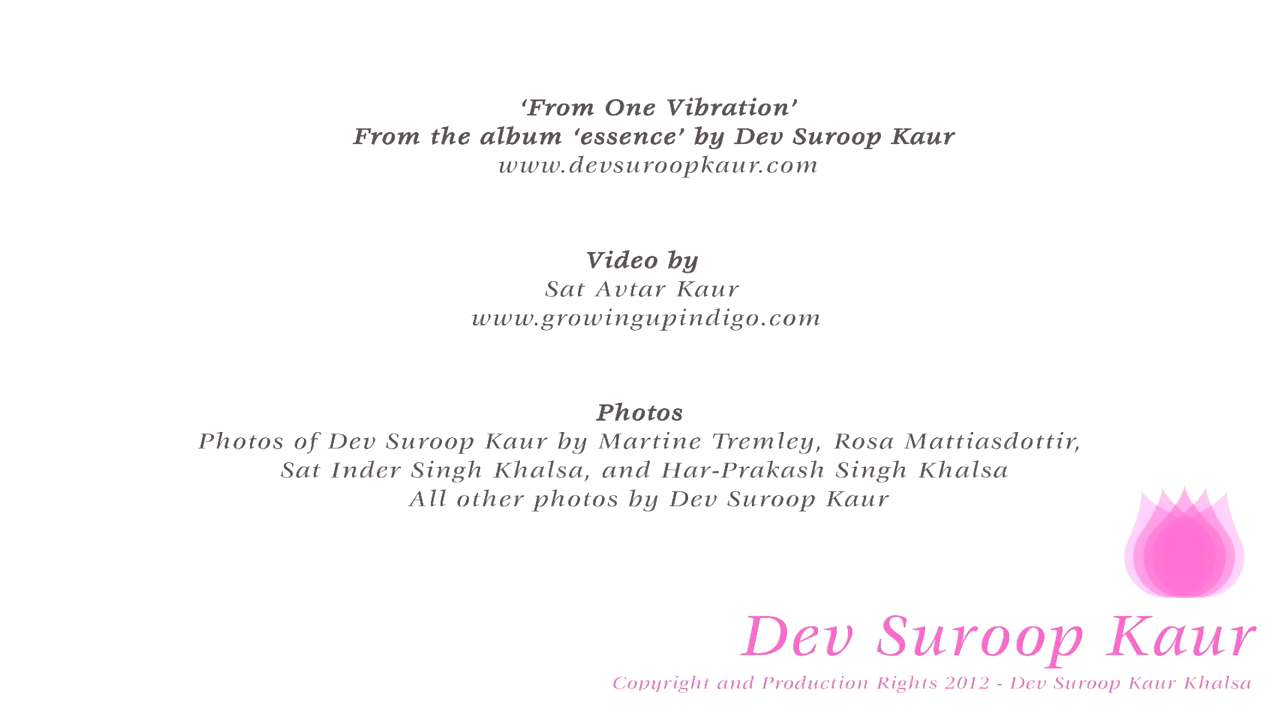 ‘From One Vibration’
From the album ‘essence’ by Dev Suroop Kaur
www.devsuroopkaur.com
Video by
Sat Avtar Kaur
www.growingupindigo.com
Photos
Photos of Dev Suroop Kaur by Martine Tremley, Rosa Mattiasdottir,
Sat Inder Singh Khalsa, and Har-Prakash Singh Khalsa
All other photos by Dev Suroop Kaur
Dev Suroop Kaur
Copyright and Production Rights 2012 - Dev Suroop Kaur Khalsa